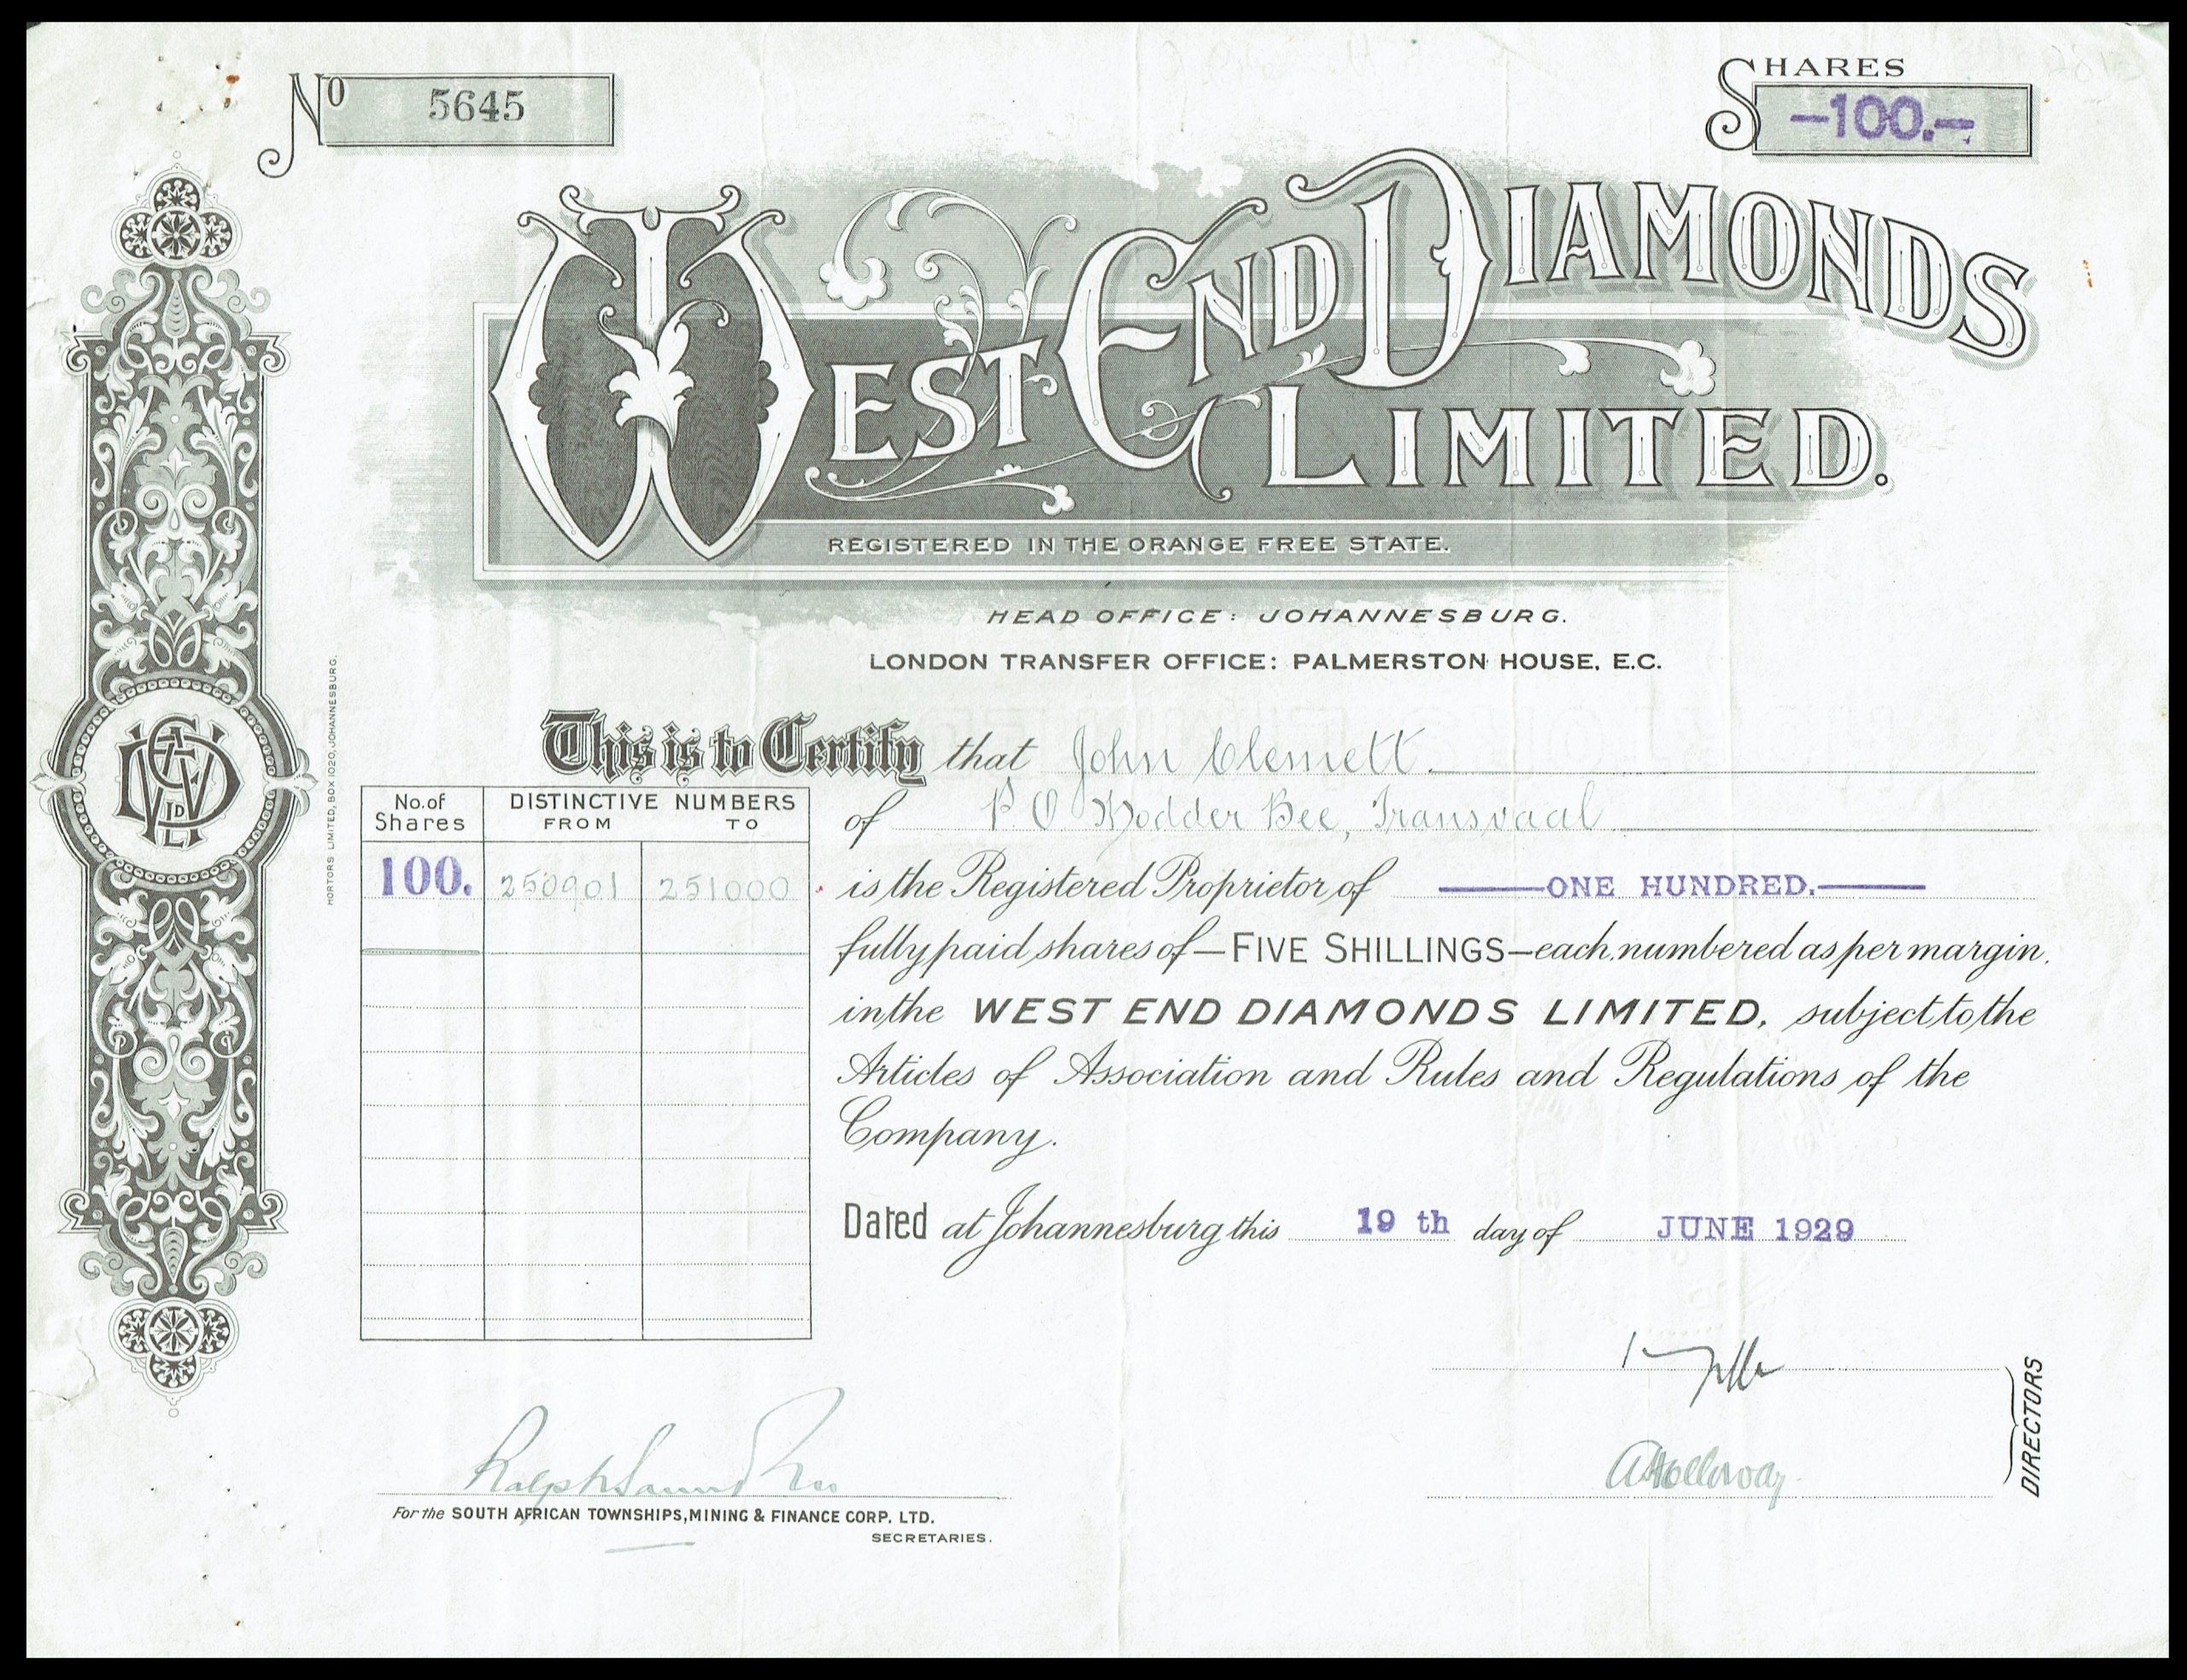 No 5645
SHARES
-100.-
WEST END DIAMONDS
LIMITED.
REGISTERED IN THE ORANGE FREE STATE.
HEAD OFFICE: JOHANNESBURG.
LONDON TRANSFER OFFICE: PALMERSTON HOUSE, E.C.
This is to Certify that John Clemett.
of P. O. Modder Bee, Transvaal
is the Registered Proprietor of ONE HUNDRED.
fully paid shares of — FIVE SHILLINGS — each, numbered as per margin,
in the WEST END DIAMONDS LIMITED, subject to the
Articles of Association and Rules and Regulations of the
Company.
No. of Shares DISTINCTIVE NUMBERS
FROM TO
100. 250901 251000
Dated at Johannesburg this 19 th day of JUNE 1929
DIRECTORS
A Holloway
For the SOUTH AFRICAN TOWNSHIPS, MINING & FINANCE CORP. LTD.
SECRETARIES.
HORTORS LIMITED, BOX 1020, JOHANNESBURG.